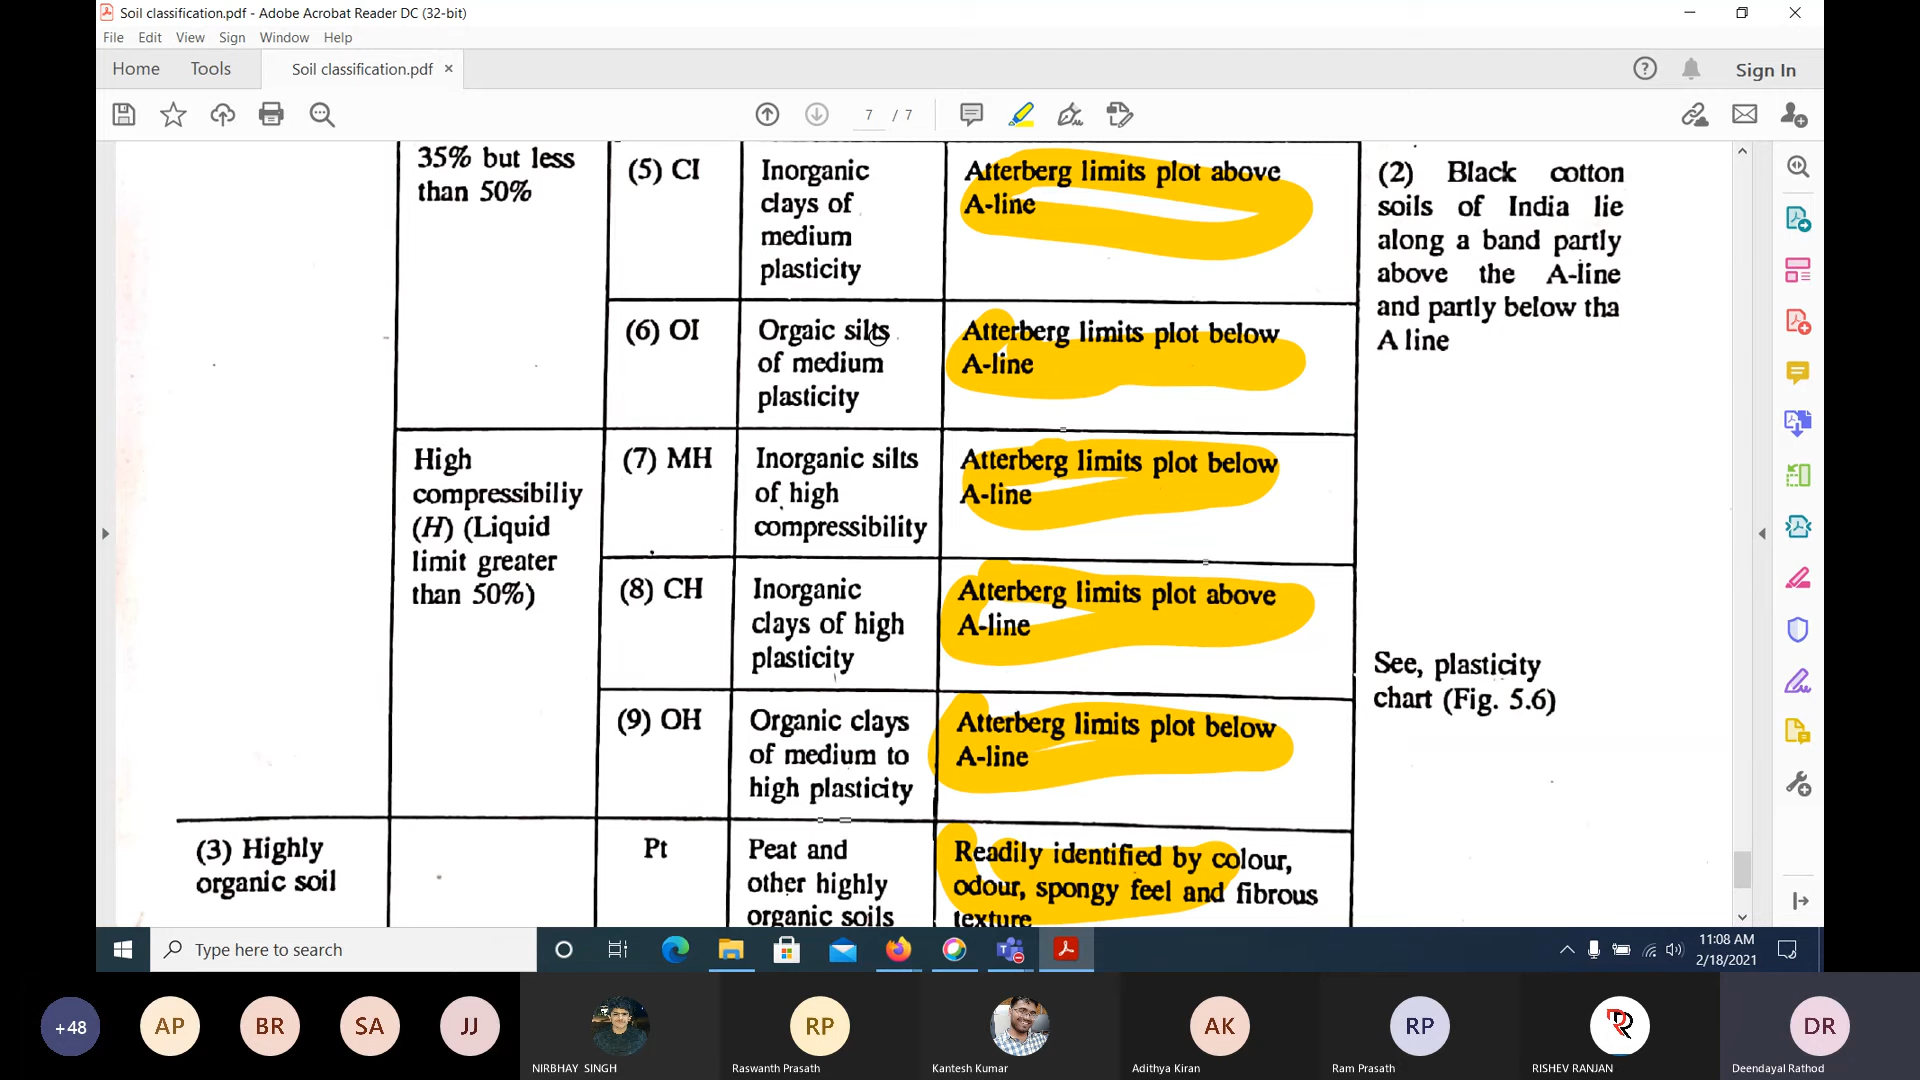 Soil classification.pdf - Adobe Acrobat Reader DC (32-bit)
File Edit View Sign Window Help
Home Tools Soil classification.pdf × Sign In
7 / 7
35% but less
than 50%
(5) CI
Inorganic
clays of
medium
plasticity
Atterberg limits plot above
A-line
(2) Black cotton
soils of India lie
along a band partly
above the A-line
and partly below tha
A line
(6) OI
Orgaic silts
of medium
plasticity
Atterberg limits plot below
A-line
High
compressibiliy
(H) (Liquid
limit greater
than 50%)
(7) MH
Inorganic silts
of high
compressibility
Atterberg limits plot below
A-line
(8) CH
Inorganic
clays of high
plasticity
Atterberg limits plot above
A-line
See, plasticity
chart (Fig. 5.6)
(9) OH
Organic clays
of medium to
high plasticity
Atterberg limits plot below
A-line
(3) Highly
organic soil
Pt
Peat and
other highly
organic soils
Readily identified by colour,
odour, spongy feel and fibrous
texture
Type here to search
11:08 AM
2/18/2021
+48 AP BR SA JJ RP AK RP DR
NIRBHAY SINGH Raswanth Prasath Kantesh Kumar Adithya Kiran Ram Prasath RISHEV RANJAN Deendayal Rathod